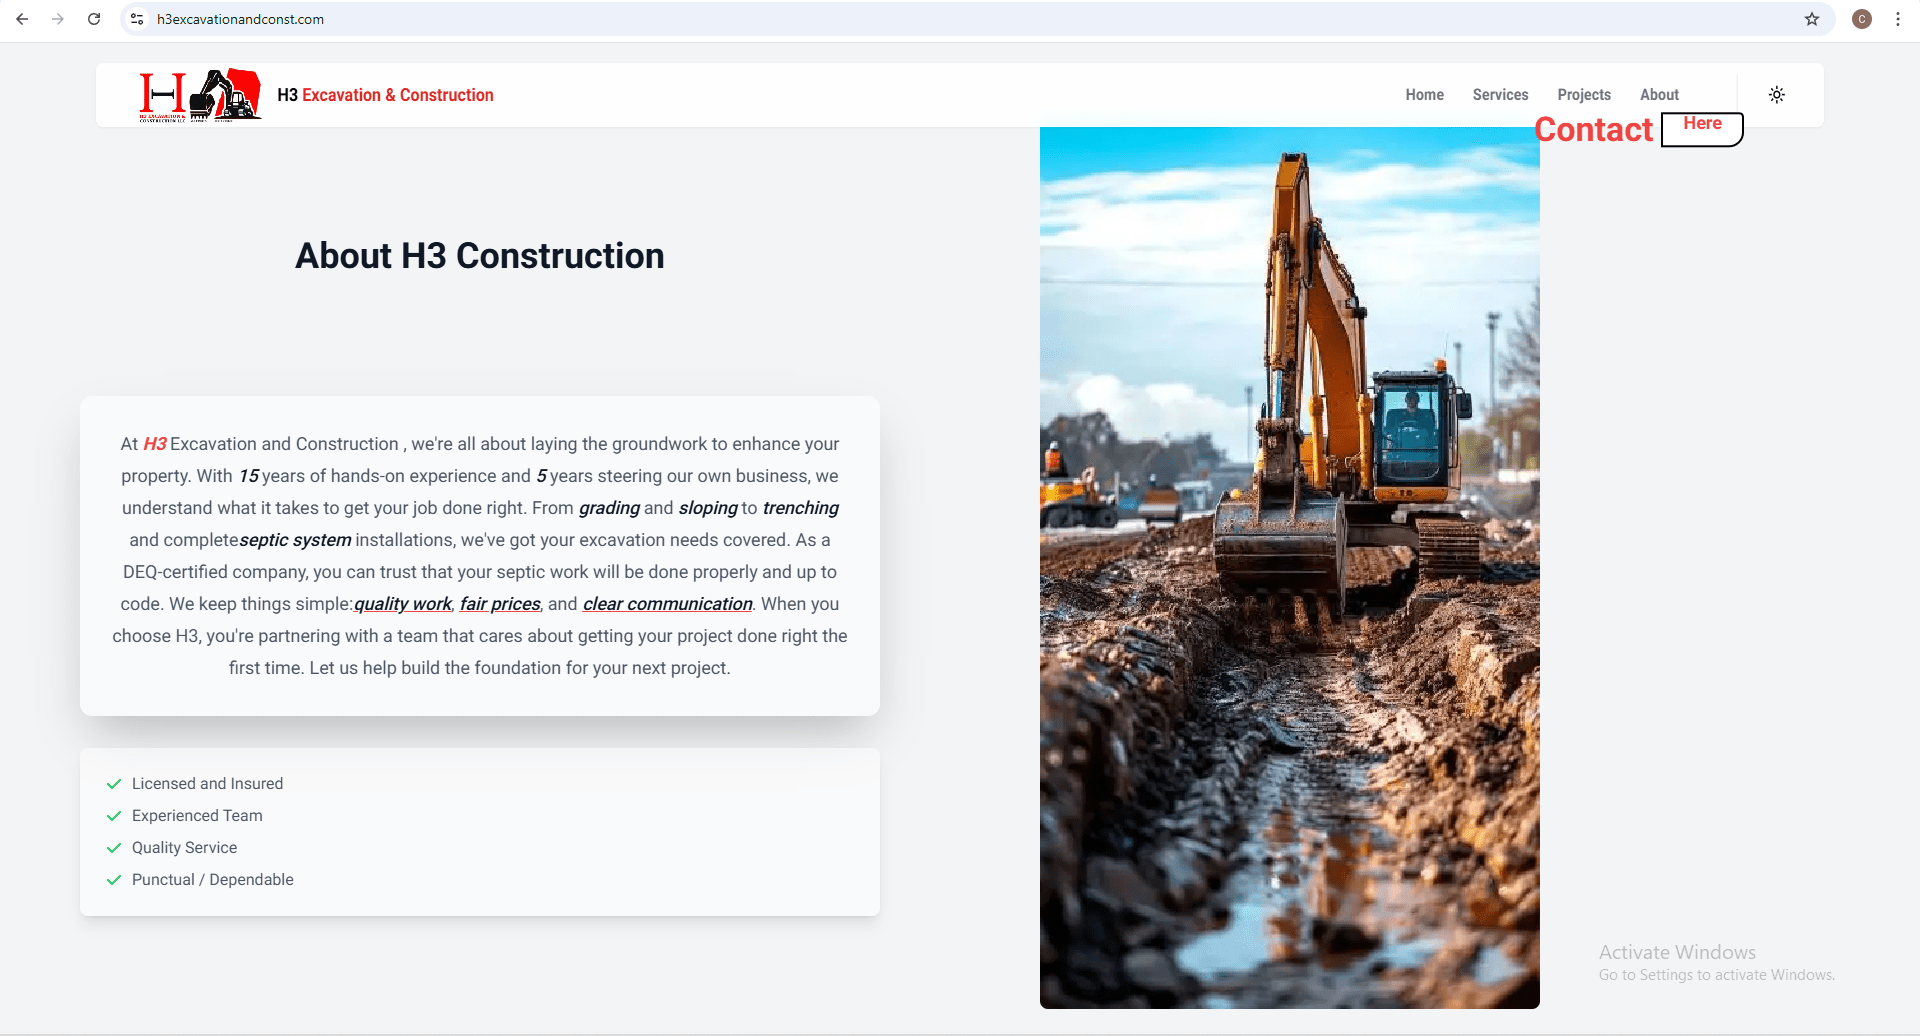 h3excavationandconst.com
C
H
H3 EXCAVATION &
CONSTRUCTION LLC
H3 Excavation & Construction
Home Services Projects About
Contact Here
About H3 Construction
At H3 Excavation and Construction , we're all about laying the groundwork to enhance your
property. With 15 years of hands-on experience and 5 years steering our own business, we
understand what it takes to get your job done right. From grading and sloping to trenching
and completeseptic system installations, we've got your excavation needs covered. As a
DEQ-certified company, you can trust that your septic work will be done properly and up to
code. We keep things simple:quality work, fair prices, and clear communication. When you
choose H3, you're partnering with a team that cares about getting your project done right the
first time. Let us help build the foundation for your next project.
Licensed and Insured
Experienced Team
Quality Service
Punctual / Dependable
Activate Windows
Go to Settings to activate Windows.